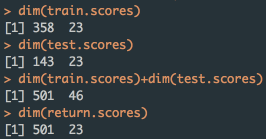 > dim(train.scores)
[1] 358  23
> dim(test.scores)
[1] 143  23
> dim(train.scores)+dim(test.scores)
[1] 501  46
> dim(return.scores)
[1] 501  23